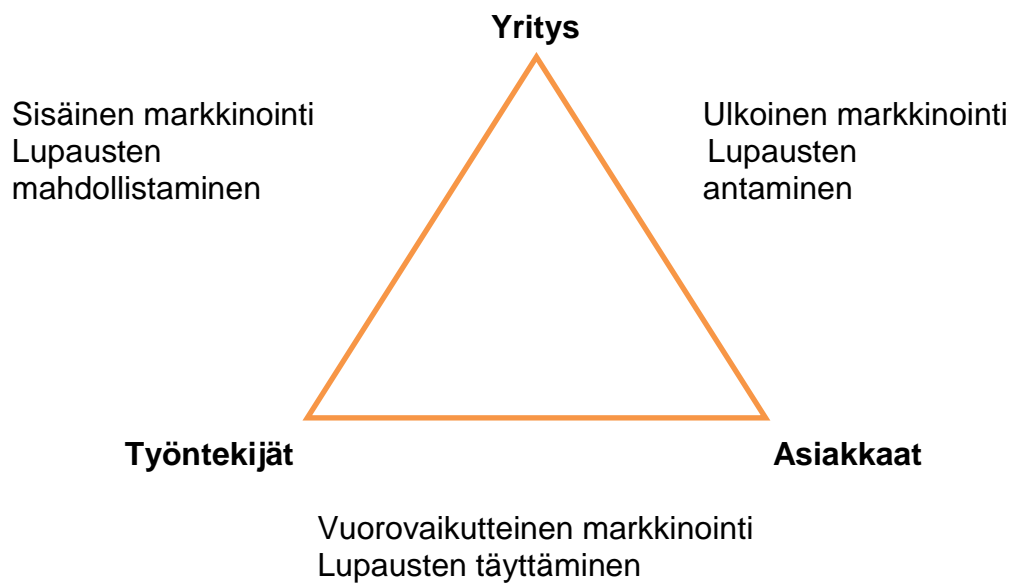 Yritys
Sisäinen markkinointi
Lupausten
mahdollistaminen
Ulkoinen markkinointi
Lupausten
antaminen
Työntekijät
Asiakkaat
Vuorovaikutteinen markkinointi
Lupausten täyttäminen